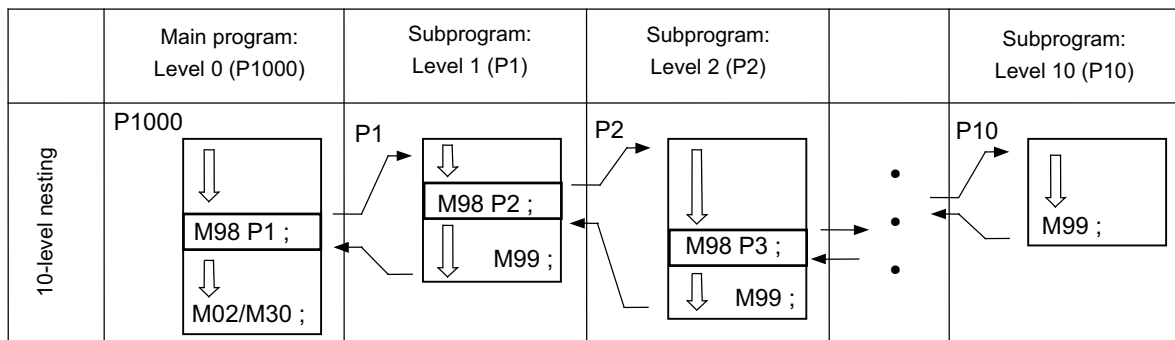 Main program:
Level 0 (P1000)
Subprogram:
Level 1 (P1)
Subprogram:
Level 2 (P2)
Subprogram:
Level 10 (P10)
10-level nesting
P1000
M98 P1 ;
M02/M30 ;
P1
M98 P2 ;
M99 ;
P2
M98 P3 ;
M99 ;
P10
M99 ;